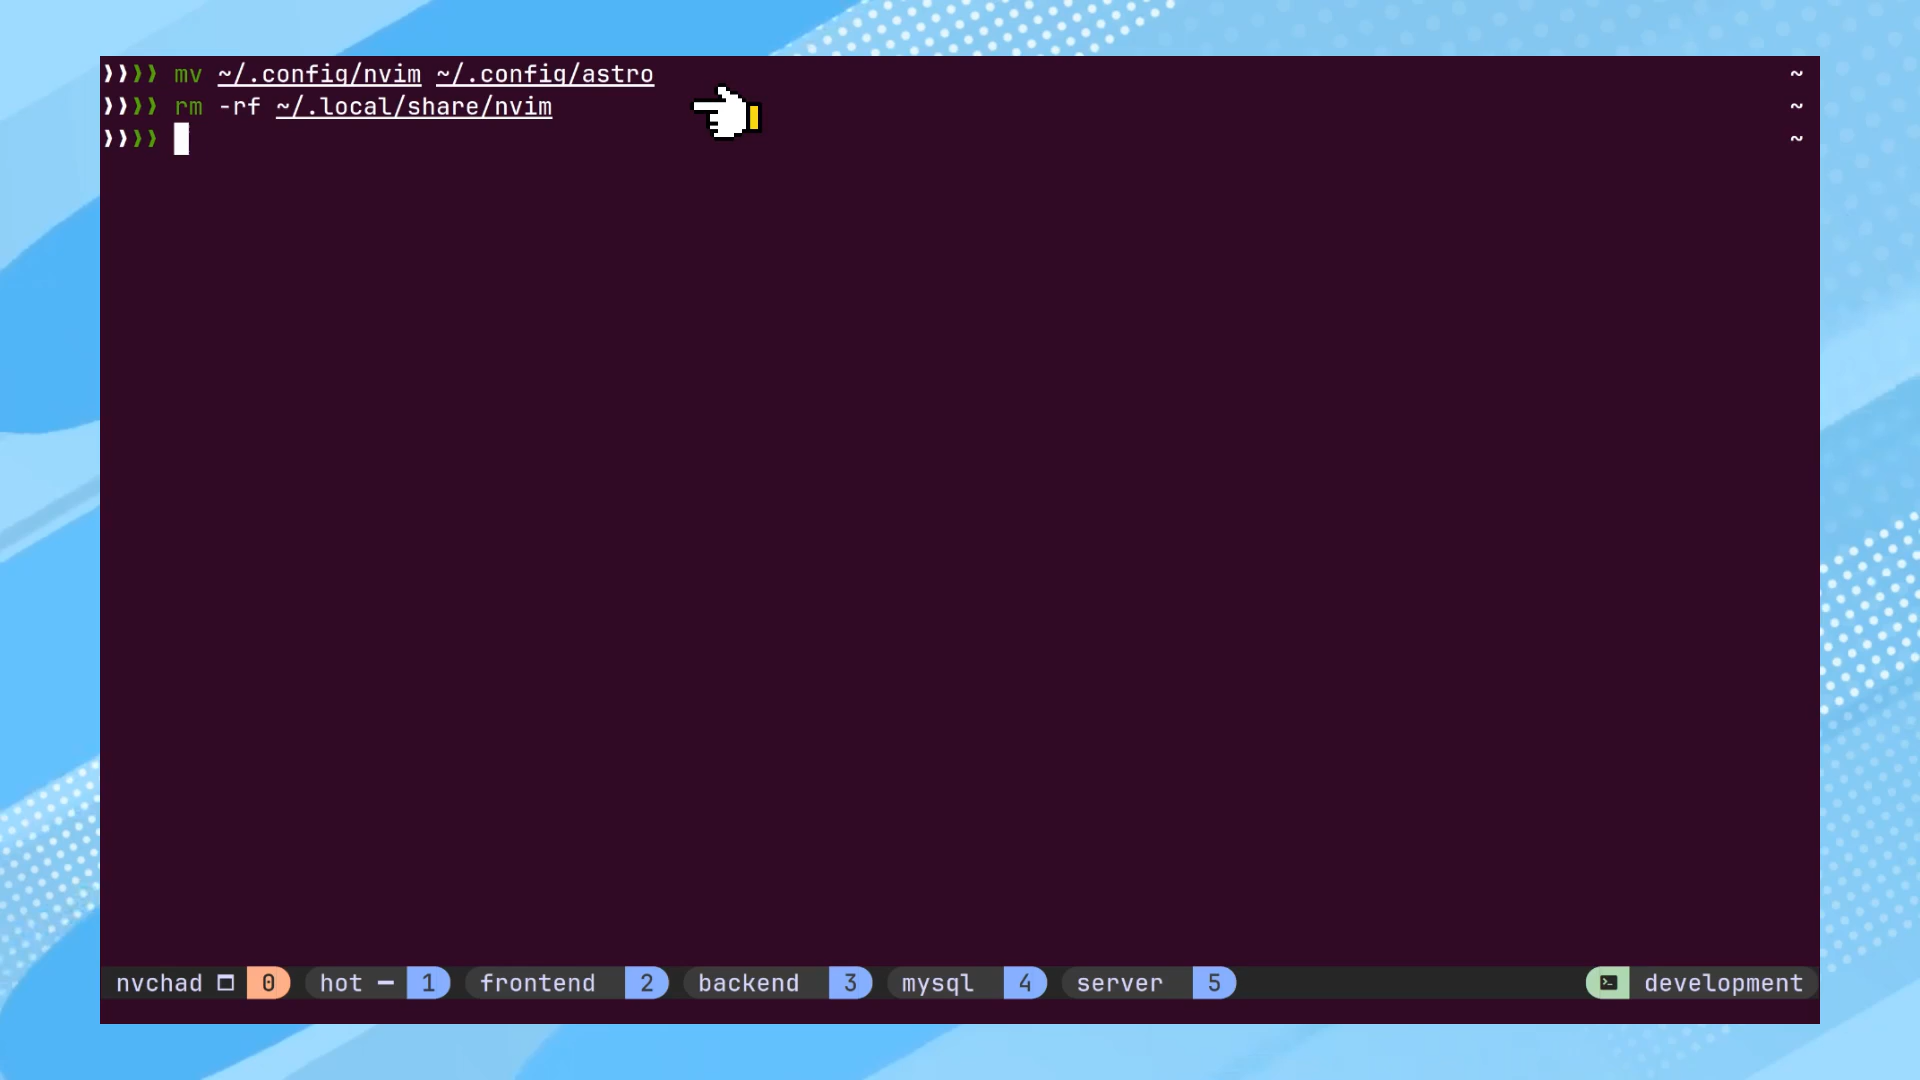 ❫❫❫❫ mv ~/.config/nvim ~/.config/astro ~
❫❫❫❫ rm -rf ~/.local/share/nvim ~
❫❫❫❫ ~
nvchad 0 hot 1 frontend 2 backend 3 mysql 4 server 5 development